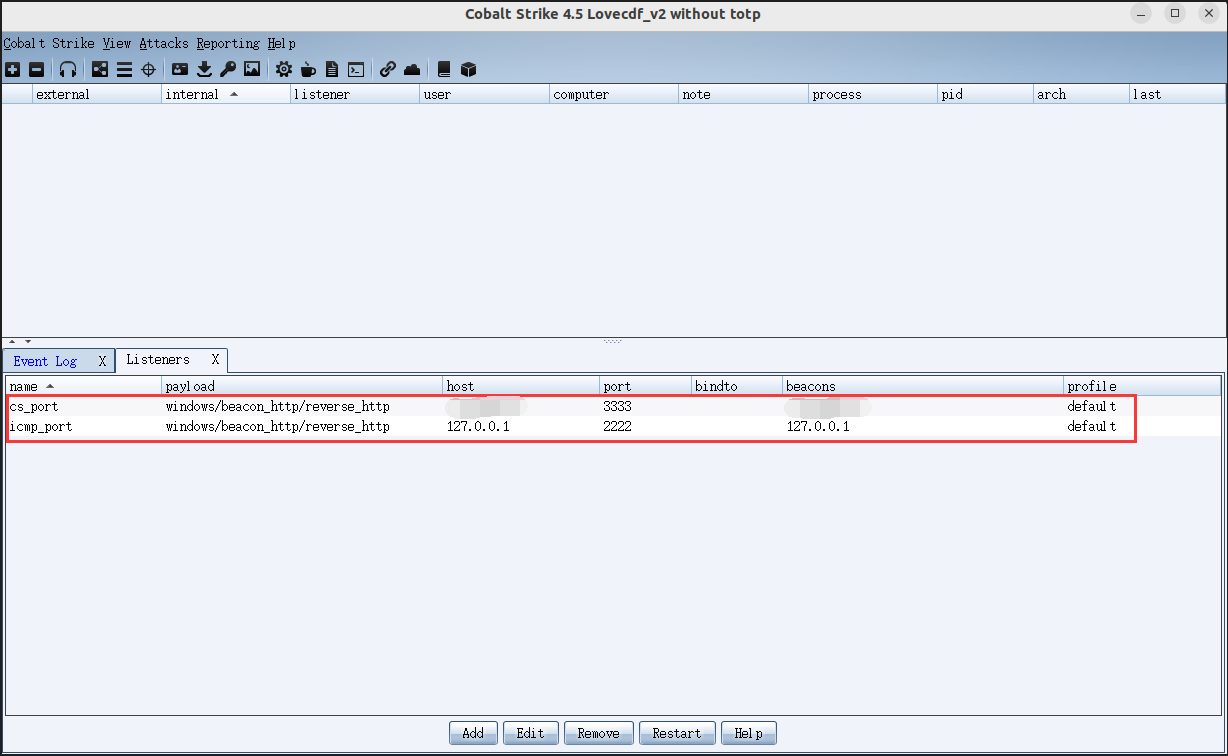 Cobalt Strike 4.5 Lovecdf_v2 without totp
Cobalt Strike View Attacks Reporting Help
external internal listener user computer note process pid arch last
Event Log X Listeners X
name payload host port bindto beacons profile
cs_port windows/beacon_http/reverse_http 3333 default
icmp_port windows/beacon_http/reverse_http 127.0.0.1 2222 127.0.0.1 default
Add Edit Remove Restart Help